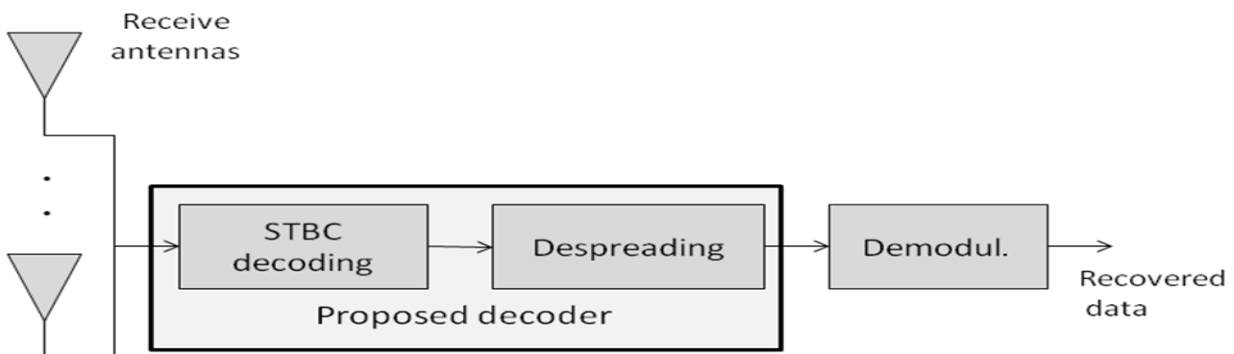 Receive
antennas
STBC
decoding
Despreading
Demodul.
Proposed decoder
Recovered
data